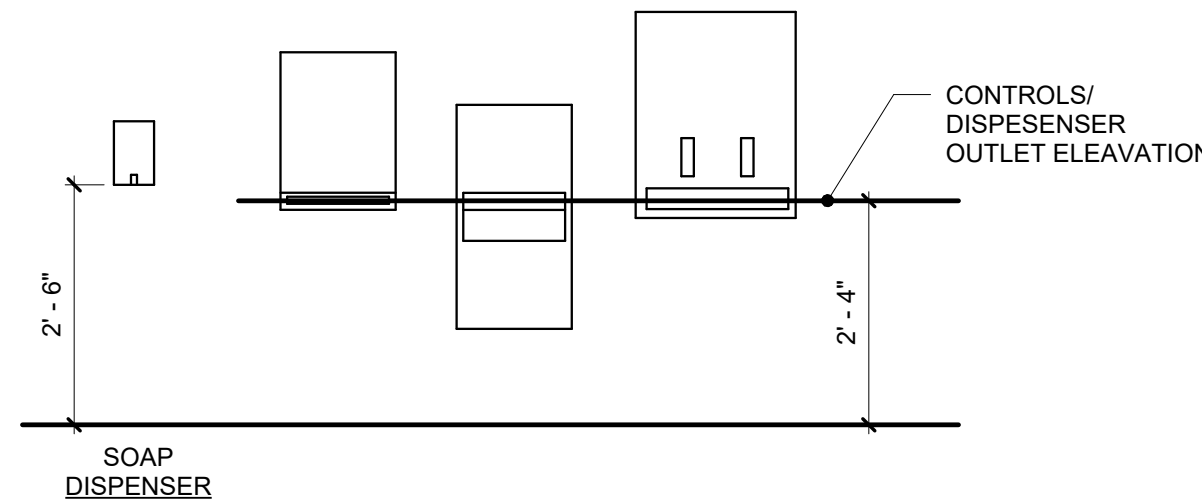 CONTROLS/
DISPESENSER
OUTLET ELEAVATION
2' - 6"
2' - 4"
SOAP
DISPENSER